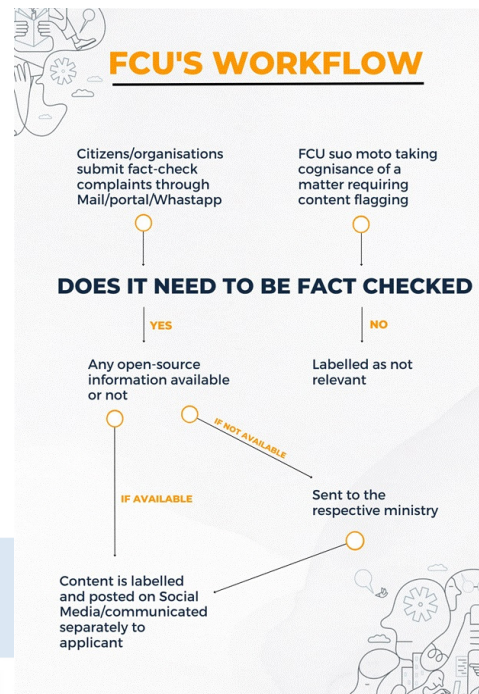 FCU'S WORKFLOW
Citizens/organisations
submit fact-check
complaints through
Mail/portal/Whastapp
FCU suo moto taking
cognisance of a
matter requiring
content flagging
DOES IT NEED TO BE FACT CHECKED
YES
NO
Any open-source
information available
or not
Labelled as not
relevant
IF NOT AVAILABLE
IF AVAILABLE
Sent to the
respective ministry
Content is labelled
and posted on Social
Media/communicated
separately to
applicant